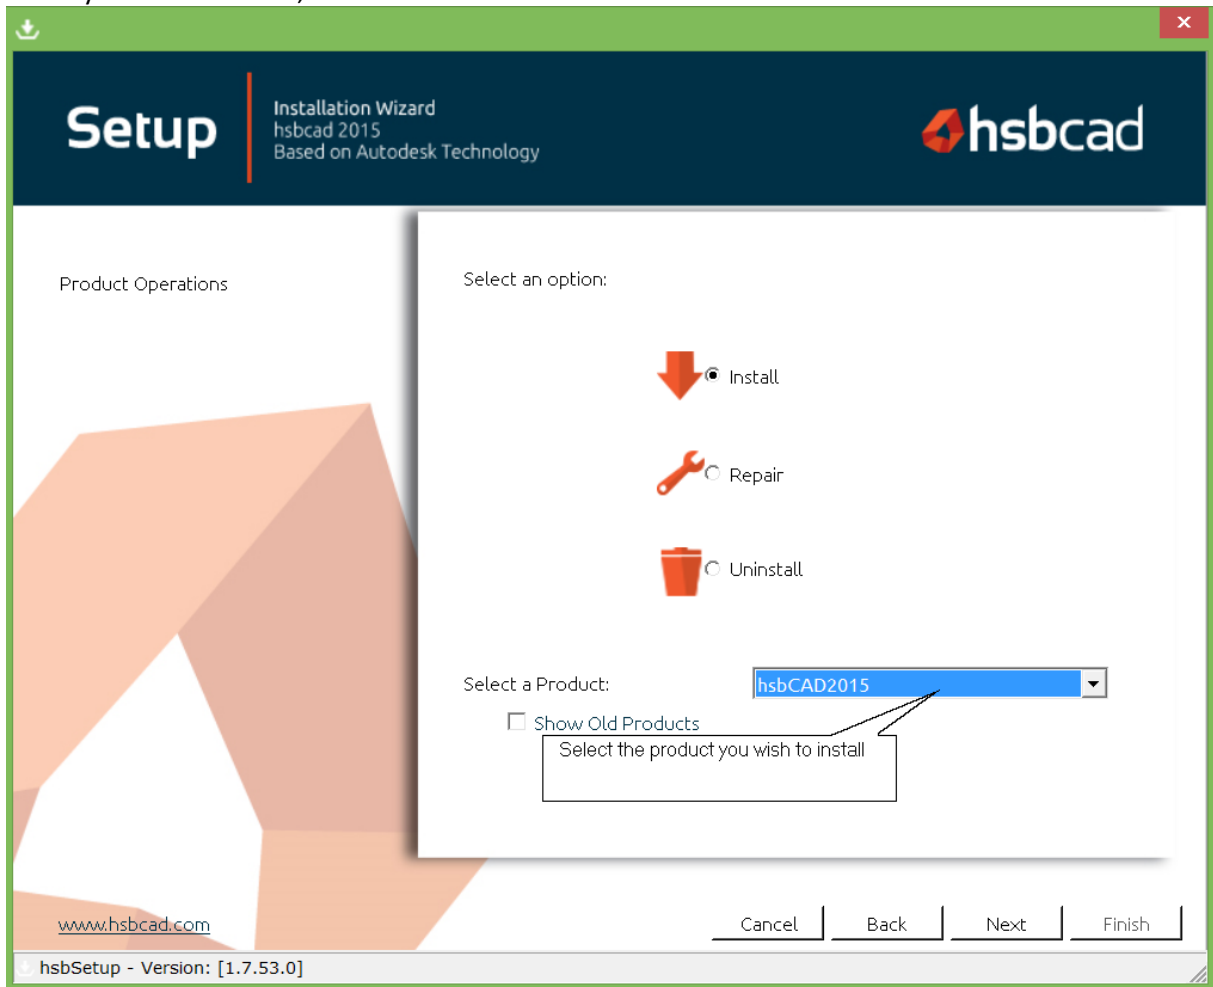 Setup
Installation Wizard
hsbcad 2015
Based on Autodesk Technology
hsbcad
Product Operations
Select an option:
Install
Repair
Uninstall
Select a Product:
hsbCAD2015
Show Old Products
Select the product you wish to install
www.hsbcad.com
Cancel
Back
Next
Finish
hsbSetup - Version: [1.7.53.0]